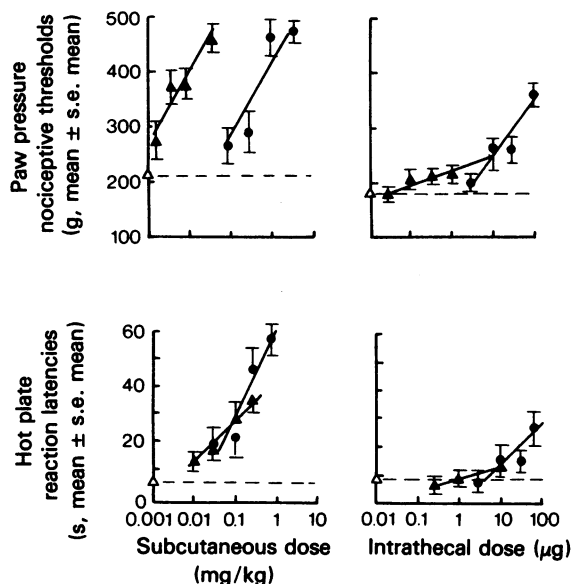 Paw pressure
nociceptive thresholds
(g, mean ± s.e. mean)
500
400
300
200
100
Hot plate
reaction latencies
(s, mean ± s.e. mean)
60
40
20
0
0.001 0.01 0.1 1 10
Subcutaneous dose
(mg/kg)
0.01 0.1 1 10 100
Intrathecal dose (μg)